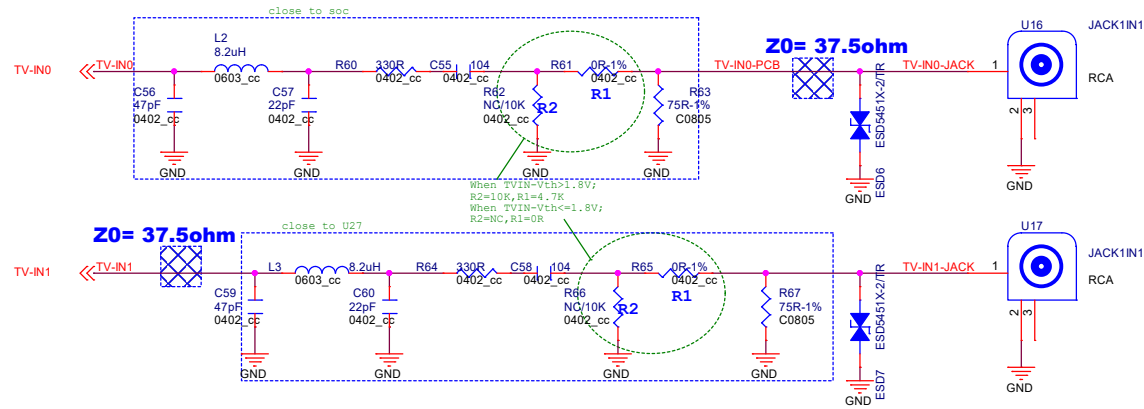 close to soc
U16
JACK1IN1
L2
8.2uH
Z0= 37.5ohm
TV-IN0
TV-IN0
R60
330R
C55
104
R61
0R-1%
TV-IN0-PCB
TV-IN0-JACK
1
0603_cc
0402_cc
0402_cc
0402_cc
RCA
C56
47pF
0402_cc
C57
22pF
0402_cc
R62
NC/10K
0402_cc
R2
R1
R63
75R-1%
C0805
ESD5451X-2/TR
ESD6
2
3
GND
GND
GND
GND
GND
GND
When TVIN-Vth>1.8V;
R2=10K,R1=4.7K
When TVIN-Vth<=1.8V;
R2=NC,R1=0R
close to U27
Z0= 37.5ohm
U17
JACK1IN1
TV-IN1
TV-IN1
L3
8.2uH
R64
330R
C58
104
R65
0R-1%
TV-IN1-JACK
1
0603_cc
0402_cc
0402_cc
0402_cc
RCA
C59
47pF
0402_cc
C60
22pF
0402_cc
R66
NC/10K
0402_cc
R2
R1
R67
75R-1%
C0805
ESD5451X-2/TR
ESD7
2
3
GND
GND
GND
GND
GND
GND